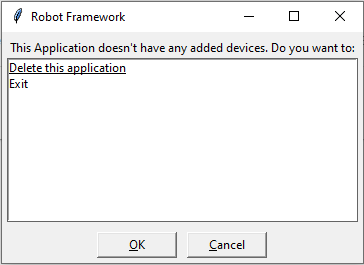 Robot Framework
This Application doesn't have any added devices. Do you want to:
Delete this application
Exit
OK
Cancel